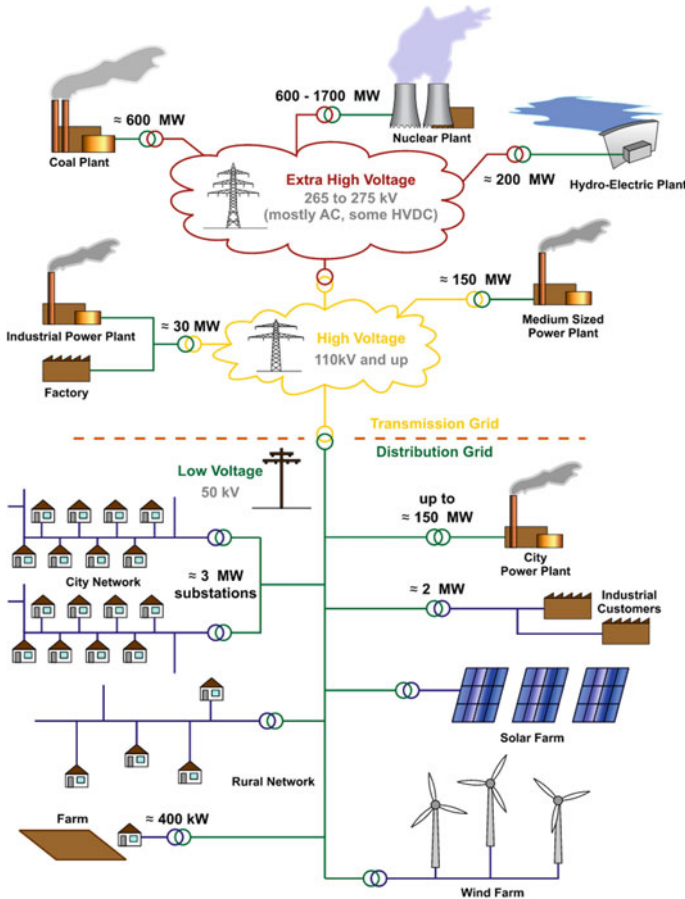 ≈ 600 MW
Coal Plant
600 - 1700 MW
Nuclear Plant
≈ 200 MW
Hydro-Electric Plant
Extra High Voltage
265 to 275 kV
(mostly AC, some HVDC)
≈ 150 MW
Medium Sized
Power Plant
Industrial Power Plant
≈ 30 MW
Factory
High Voltage
110kV and up
Transmission Grid
Distribution Grid
Low Voltage
50 kV
City Network
≈ 3 MW
substations
up to
≈ 150 MW
City
Power Plant
≈ 2 MW
Industrial
Customers
Solar Farm
Rural Network
Farm
≈ 400 kW
Wind Farm